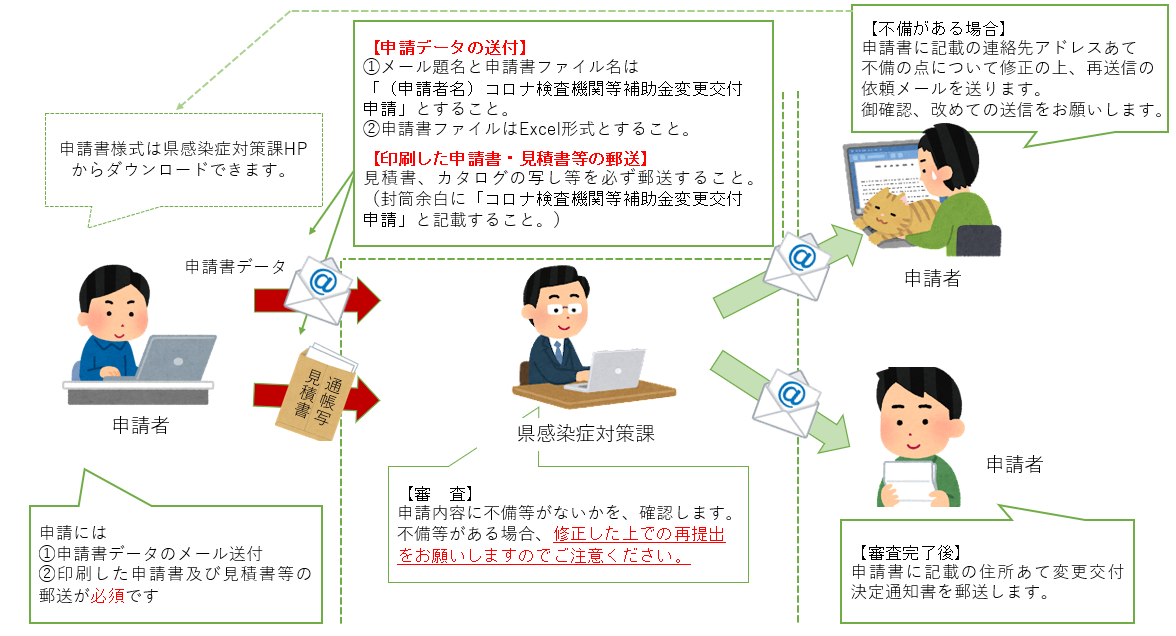 【申請データの送付】
①メール題名と申請書ファイル名は
「（申請者名）コロナ検査機関等補助金変更交付
申請」とすること。
②申請書ファイルはExcel形式とすること。
【印刷した申請書・見積書等の郵送】
見積書、カタログの写し等を必ず郵送すること。
（封筒余白に「コロナ検査機関等補助金変更交付
申請」と記載すること。）
【不備がある場合】
申請書に記載の連絡先アドレスあて
不備の点について修正の上、再送信の
依頼メールを送ります。
御確認、改めての送信をお願いします。
申請書様式は県感染症対策課HP
からダウンロードできます。
申請書データ
@
通帳写
見積書
申請者
県感染症対策課
@
申請者
@
申請者
申請には
①申請書データのメール送付
②印刷した申請書及び見積書等の
郵送が必須です
【審　査】
申請内容に不備等がないかを、確認します。
不備等がある場合、修正した上での再提出
をお願いしますのでご注意ください。
【審査完了後】
申請書に記載の住所あて変更交付
決定通知書を郵送します。